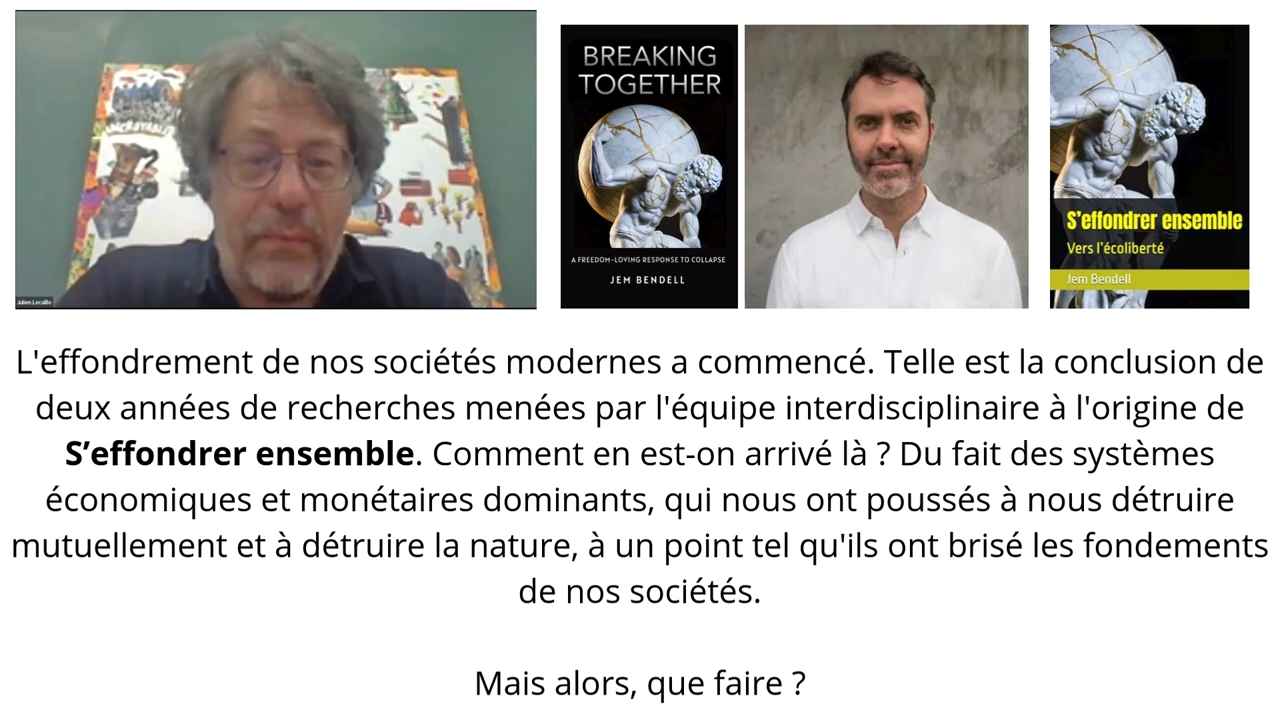 INCROYABLE
Julien Lecaille
BREAKING
TOGETHER
A FREEDOM-LOVING RESPONSE TO COLLAPSE
JEM BENDELL
S'effondrer ensemble
Vers l'écoliberté
Jem Bendell
L'effondrement de nos sociétés modernes a commencé. Telle est la conclusion de
deux années de recherches menées par l'équipe interdisciplinaire à l'origine de
S’effondrer ensemble. Comment en est-on arrivé là ? Du fait des systèmes
économiques et monétaires dominants, qui nous ont poussés à nous détruire
mutuellement et à détruire la nature, à un point tel qu'ils ont brisé les fondements
de nos sociétés.
Mais alors, que faire ?